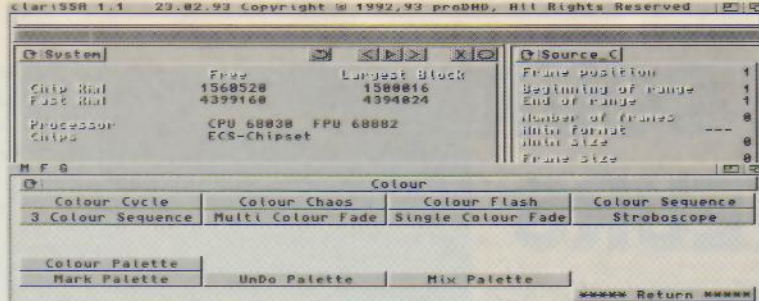 clariSSA 1.1 23.02.93 Copyright © 1992,93 proDAD, All Rights Reserved
System
Free Largest Block
Chip RAM 1560520 1500016
Fast RAM 4399160 4394024
Processor CPU 68030 FPU 68882
Chips ECS-Chipset
Source_C
Frame position 1
Beginning of range 1
End of range 1
Number of frames 0
Anim format ---
Anim size 0
Frame size
M F G
Colour
Colour Cycle Colour Chaos Colour Flash Colour Sequence
3 Colour Sequence Multi Colour Fade Single Colour Fade Stroboscope
Colour Palette
Mark Palette UnDo Palette Mix Palette
***** Return *****